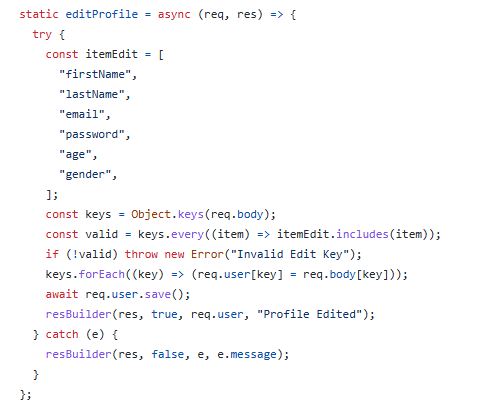 static editProfile = async (req, res) => {
try {
const itemEdit = [
"firstName",
"lastName",
"email",
"password",
"age",
"gender",
];
const keys = Object.keys(req.body);
const valid = keys.every((item) => itemEdit.includes(item));
if (!valid) throw new Error("Invalid Edit Key");
keys.forEach((key) => (req.user[key] = req.body[key]));
await req.user.save();
resBuilder(res, true, req.user, "Profile Edited");
} catch (e) {
resBuilder(res, false, e, e.message);
}
};